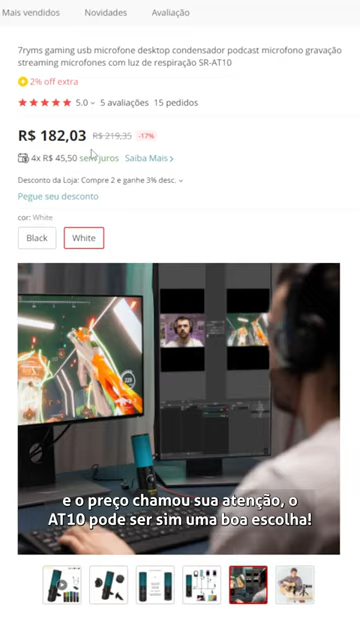 Mais vendidos Novidades Avaliação
7ryms gaming usb microfone desktop condensador podcast microfono gravação
streaming microfones com luz de respiração SR-AT10
2% off extra
5.0 5 avaliações 15 pedidos
R$ 182,03 R$ 219,35 -17%
4x R$ 45,50 sem juros Saiba Mais
Desconto da Loja: Compre 2 e ganhe 3% desc.
Pegue seu desconto
cor: White
Black White
e o preço chamou sua atenção, o
AT10 pode ser sim uma boa escolha!